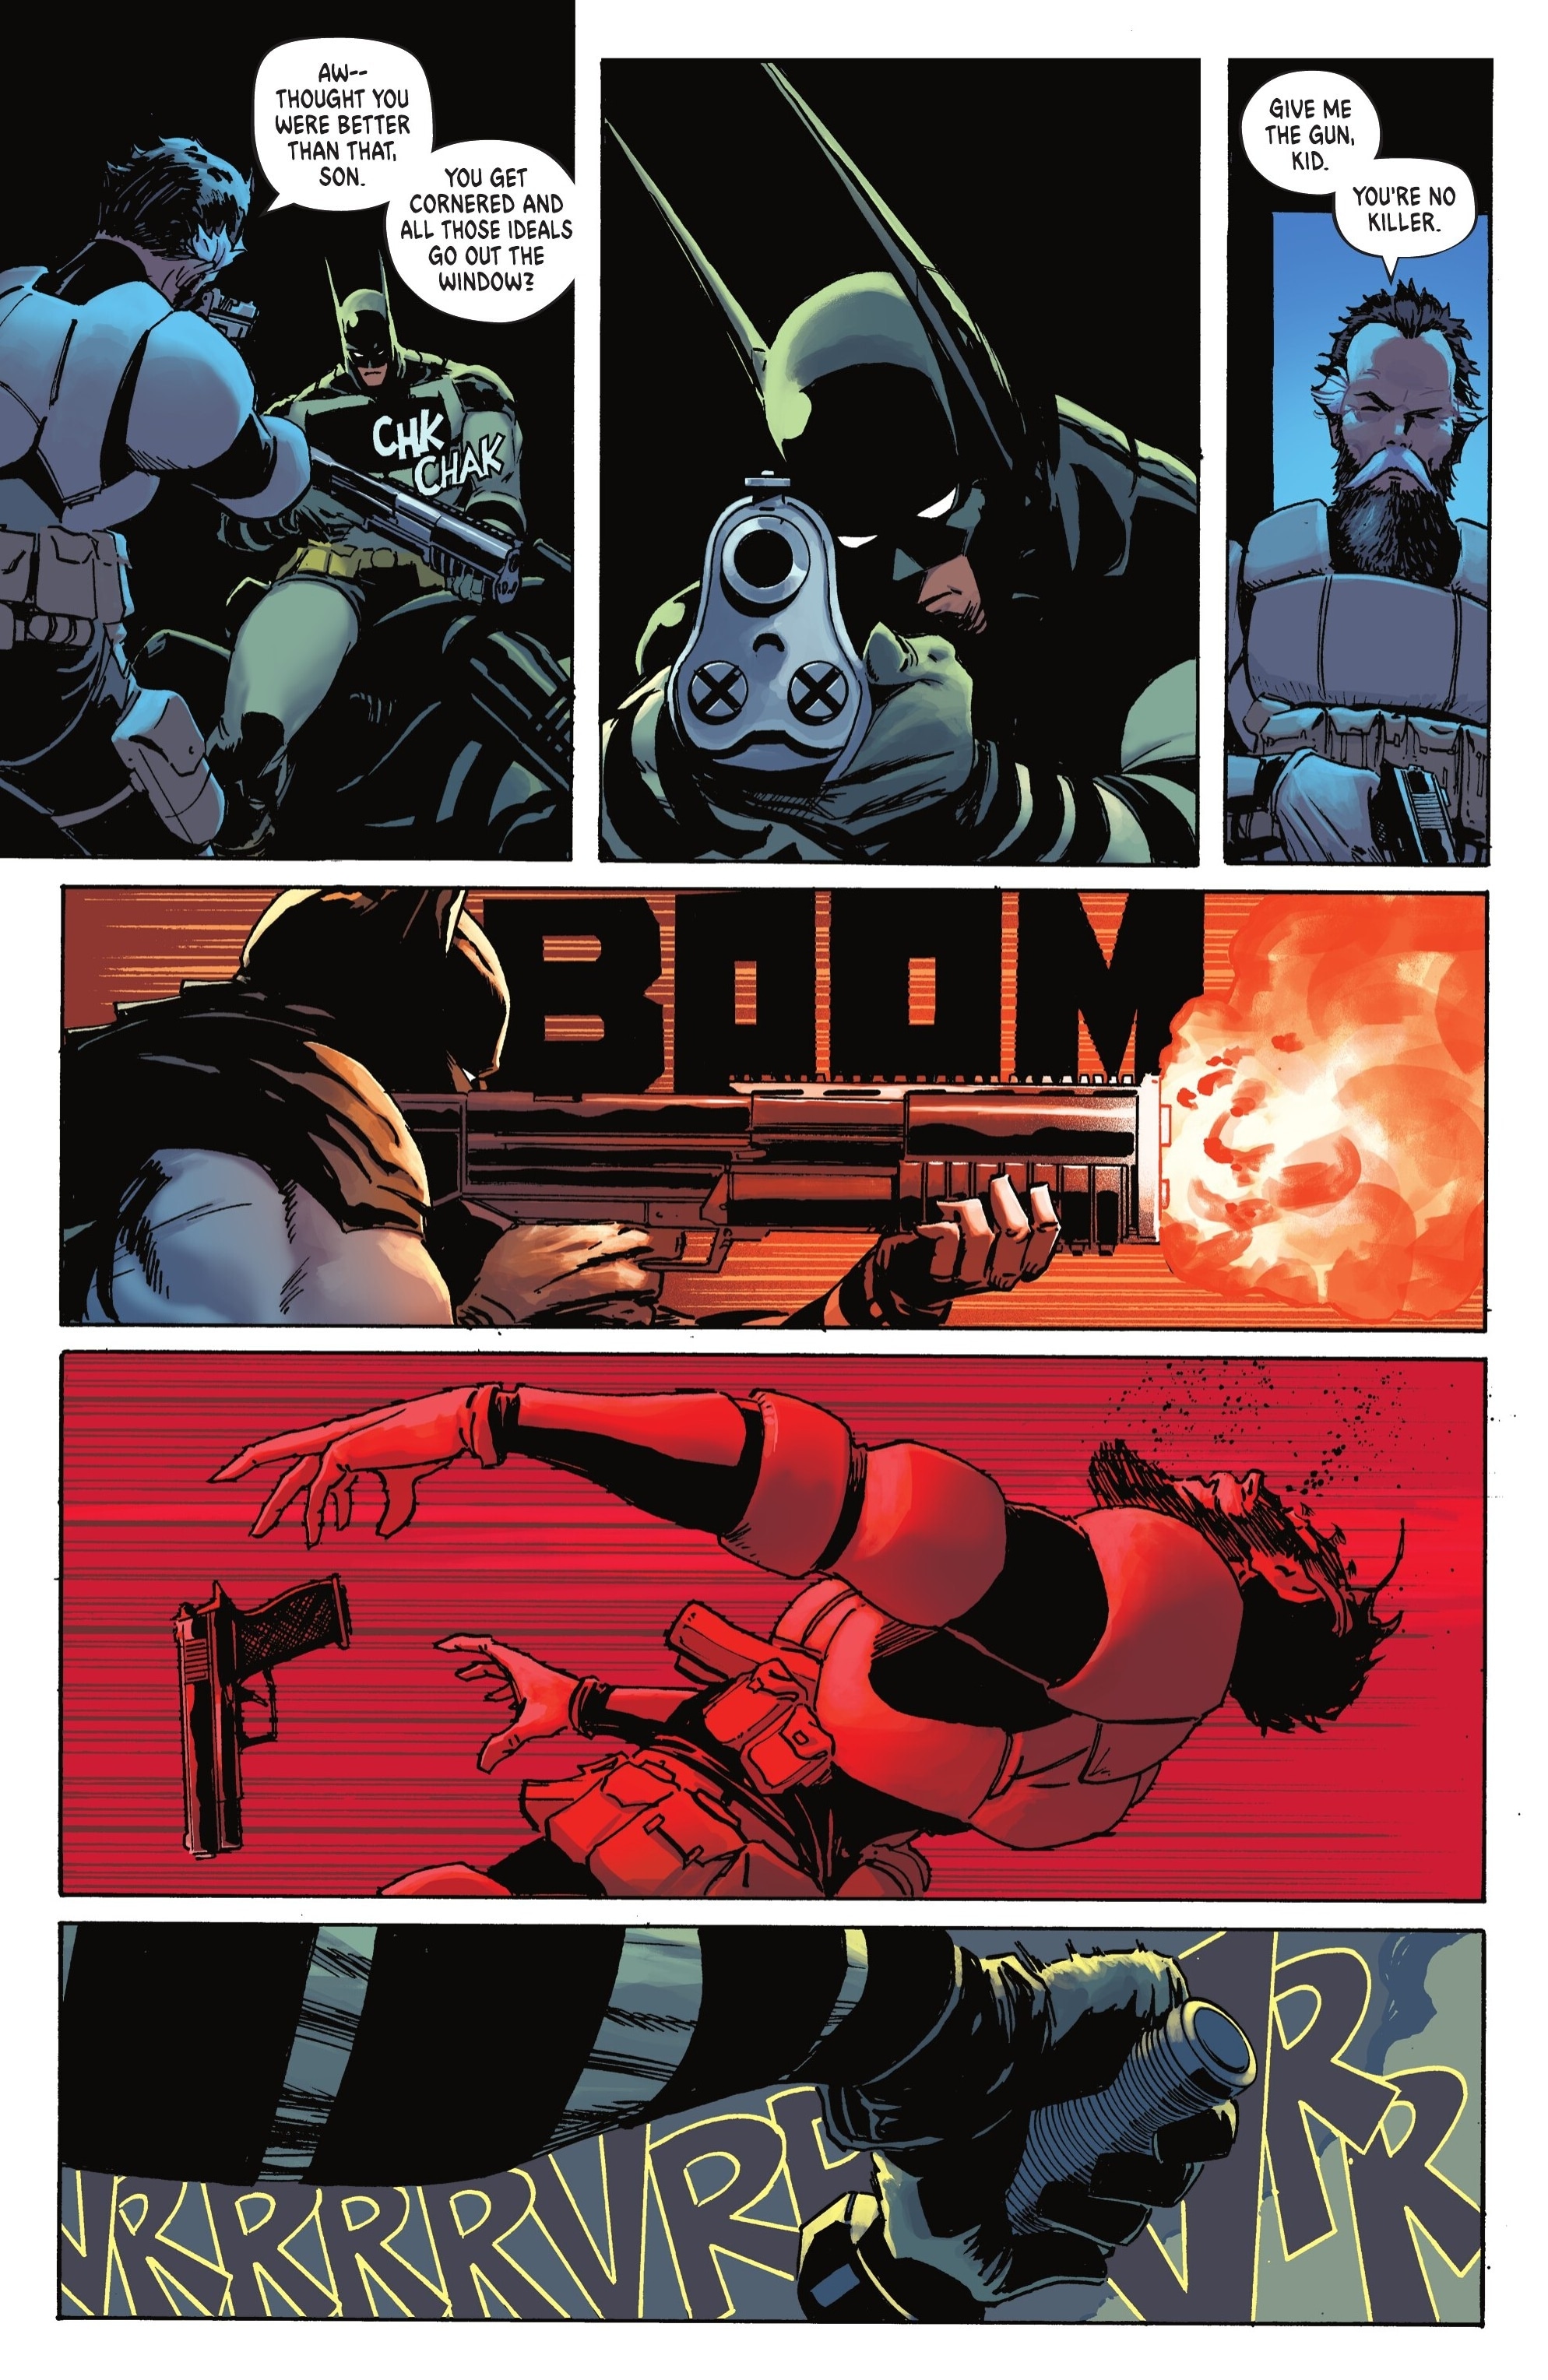 AW--
THOUGHT YOU
WERE BETTER
THAN THAT,
SON.
YOU GET
CORNERED AND
ALL THOSE IDEALS
GO OUT THE
WINDOW?
CHK
CHAK
GIVE ME
THE GUN,
KID.
YOU'RE NO
KILLER.
BOOM